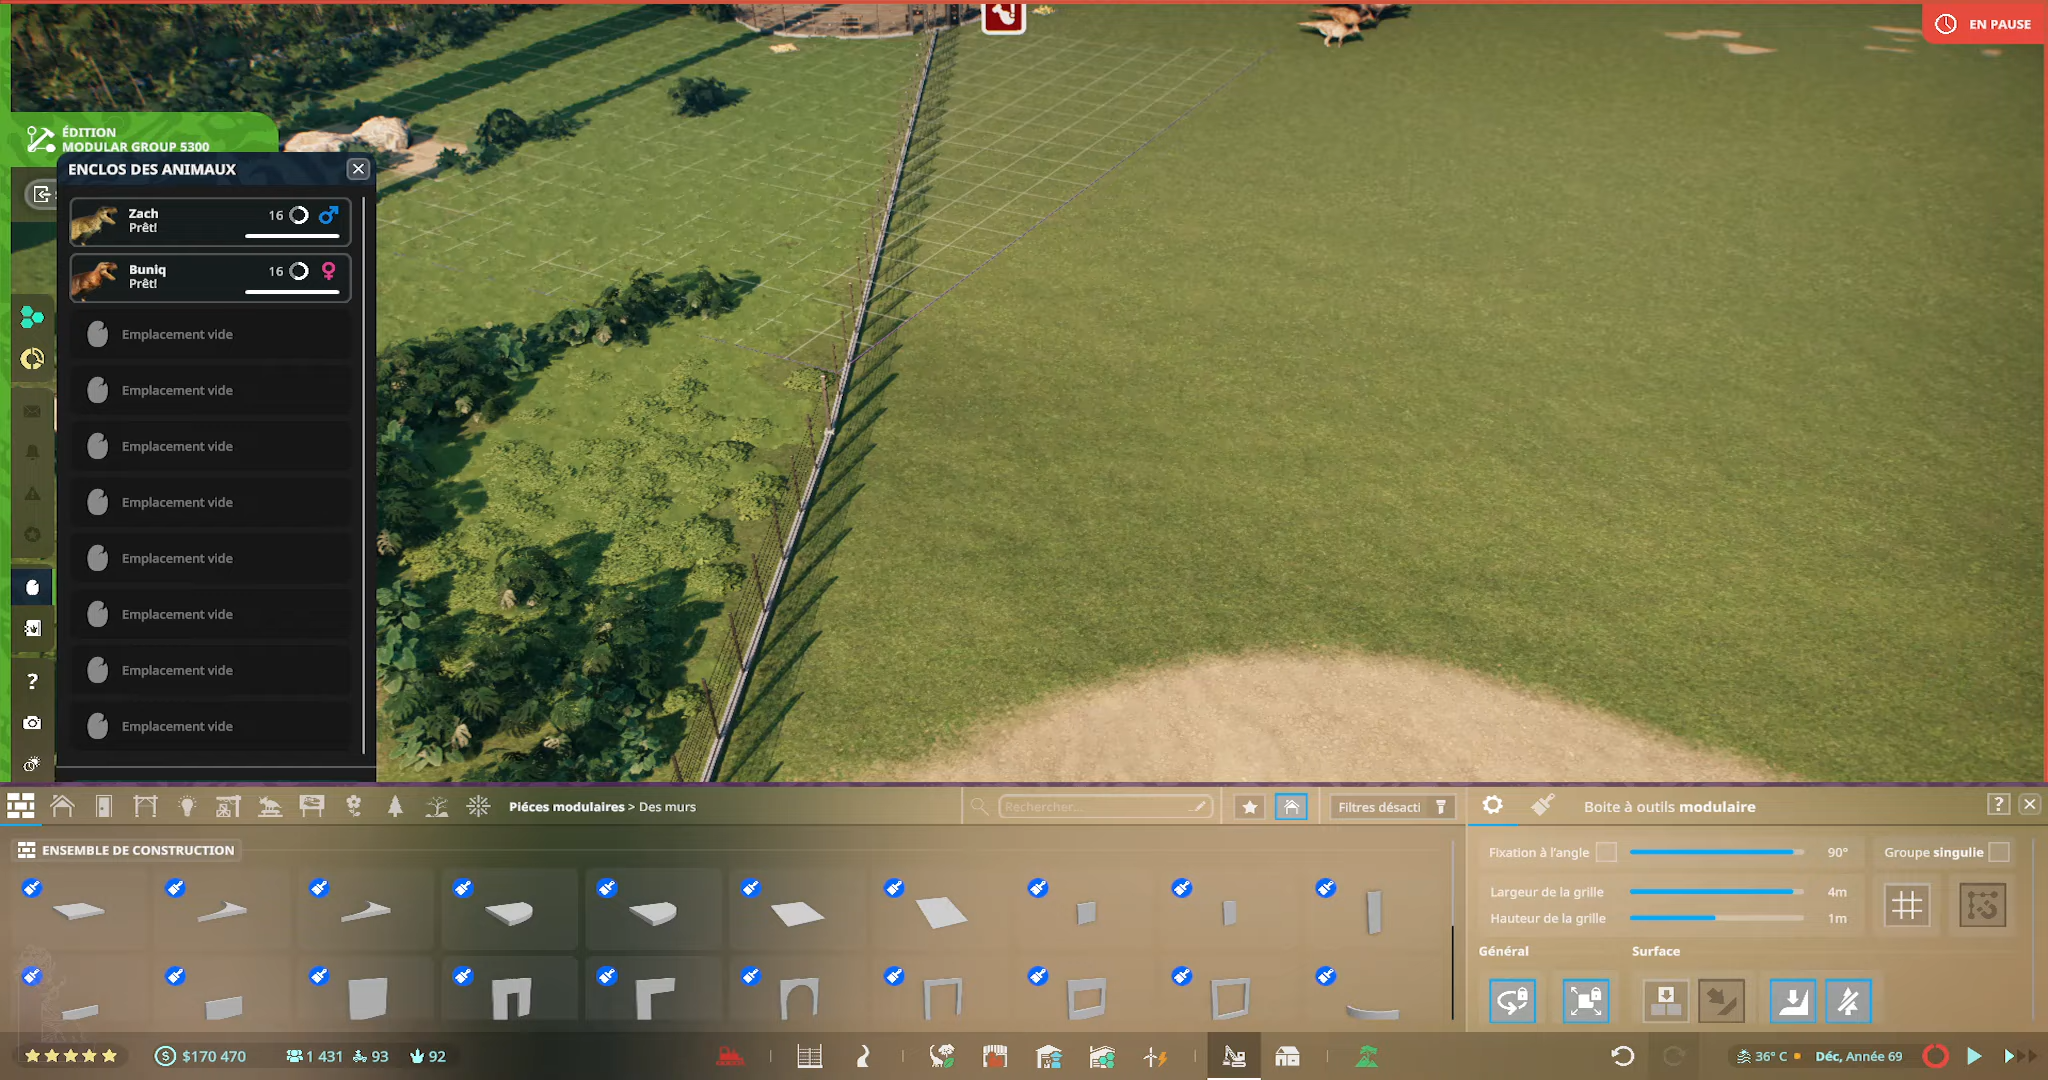 EN PAUSE
ÉDITION
MODULAR GROUP 5300
ENCLOS DES ANIMAUX
Zach 16
Prêt!
Buniq 16
Prêt!
Emplacement vide
Emplacement vide
Emplacement vide
Emplacement vide
Emplacement vide
Emplacement vide
Emplacement vide
Emplacement vide
?
Piéces modulaires > Des murs
Rechercher...
Filtres désacti
Boite à outils modulaire
?
ENSEMBLE DE CONSTRUCTION
Fixation à l'angle 90°
Groupe singulie
Largeur de la grille 4m
Hauteur de la grille 1m
Général
Surface
$170 470
1 431
93
92
36° C
Déc, Année 69